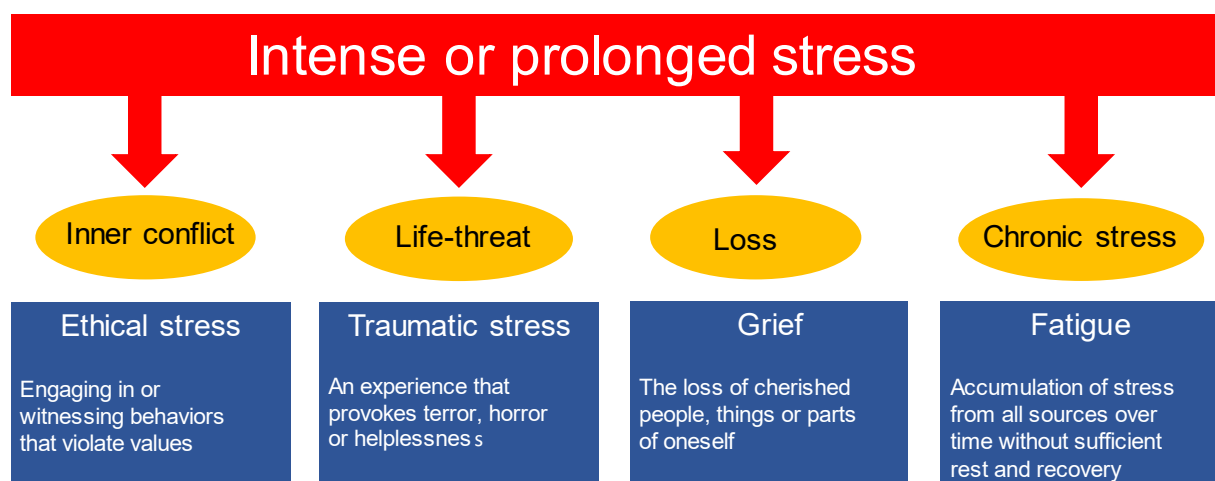 Intense or prolonged stress
Inner conflict
Life-threat
Loss
Chronic stress
Ethical stress
Engaging in or
witnessing behaviors
that violate values
Traumatic stress
An experience that
provokes terror, horror
or helplessness
Grief
The loss of cherished
people, things or parts
of oneself
Fatigue
Accumulation of stress
from all sources over
time without sufficient
rest and recovery